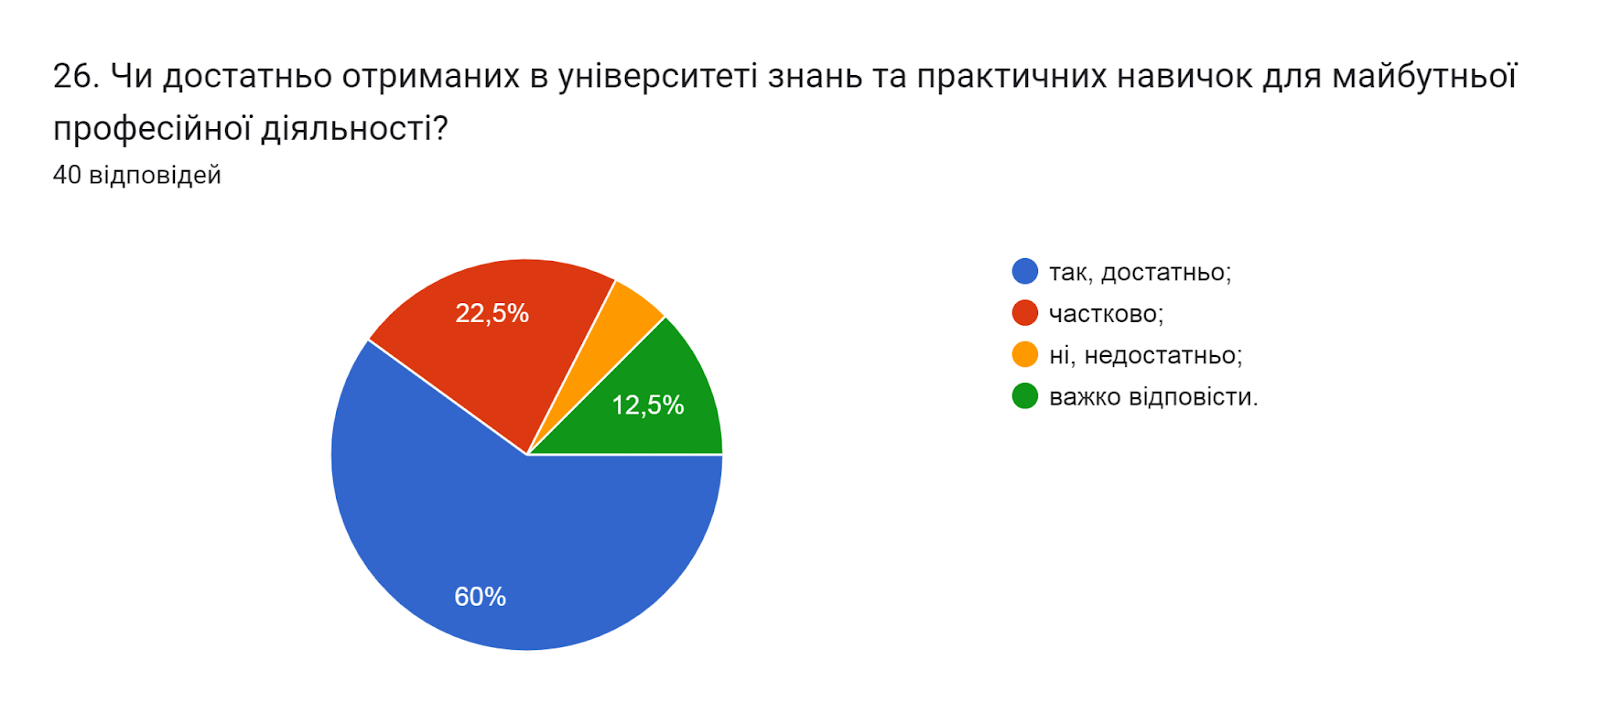 26. Чи достатньо отриманих в університеті знань та практичних навичок для майбутньої
професійної діяльності?
40 відповідей
22,5%
12,5%
60%
так, достатньо;
частково;
ні, недостатньо;
важко відповісти.